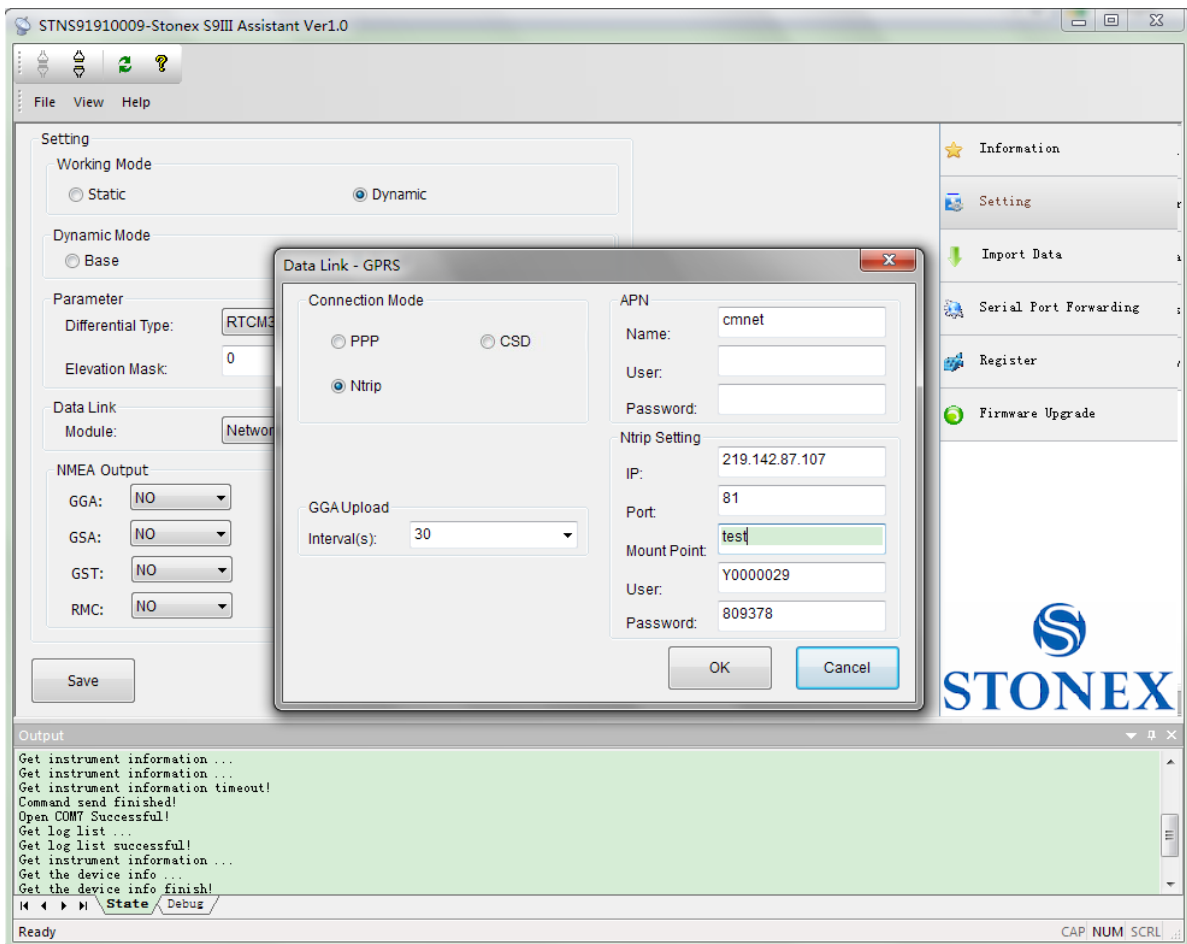 STNS91910009-Stonex S9III Assistant Ver1.0
File View Help
Setting
Working Mode
Static Dynamic
Dynamic Mode
Base
Parameter
Differential Type: RTCM3
Elevation Mask: 0
Data Link
Module: Networ
NMEA Output
GGA: NO
GSA: NO
GST: NO
RMC: NO
Save
Data Link - GPRS
Connection Mode
PPP CSD
Ntrip
GGA Upload
Interval(s): 30
APN
Name: cmnet
User:
Password:
Ntrip Setting
IP: 219.142.87.107
Port: 81
Mount Point: test
User: Y0000029
Password: 809378
OK Cancel
Information
Setting
Import Data
Serial Port Forwarding
Register
Firmware Upgrade
STONEX
Output
Get instrument information ...
Get instrument information ...
Get instrument information timeout!
Command send finished!
Open COM7 Successful!
Get log list ...
Get log list successful!
Get instrument information ...
Get the device info ...
Get the device info finish!
State Debug
Ready CAP NUM SCRL